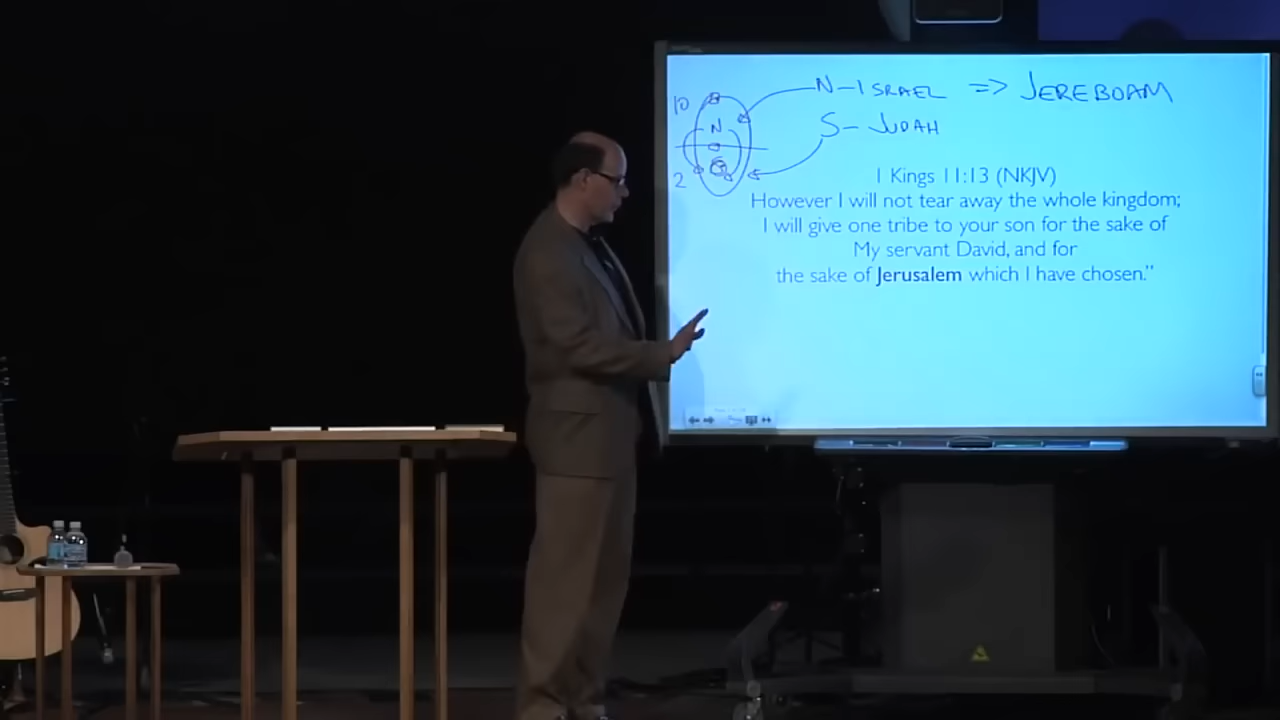 10 N-ISRAEL => JEREBOAM
N
S- JUDAH
2
1 Kings 11:13 (NKJV)
However I will not tear away the whole kingdom;
I will give one tribe to your son for the sake of
My servant David, and for
the sake of Jerusalem which I have chosen."